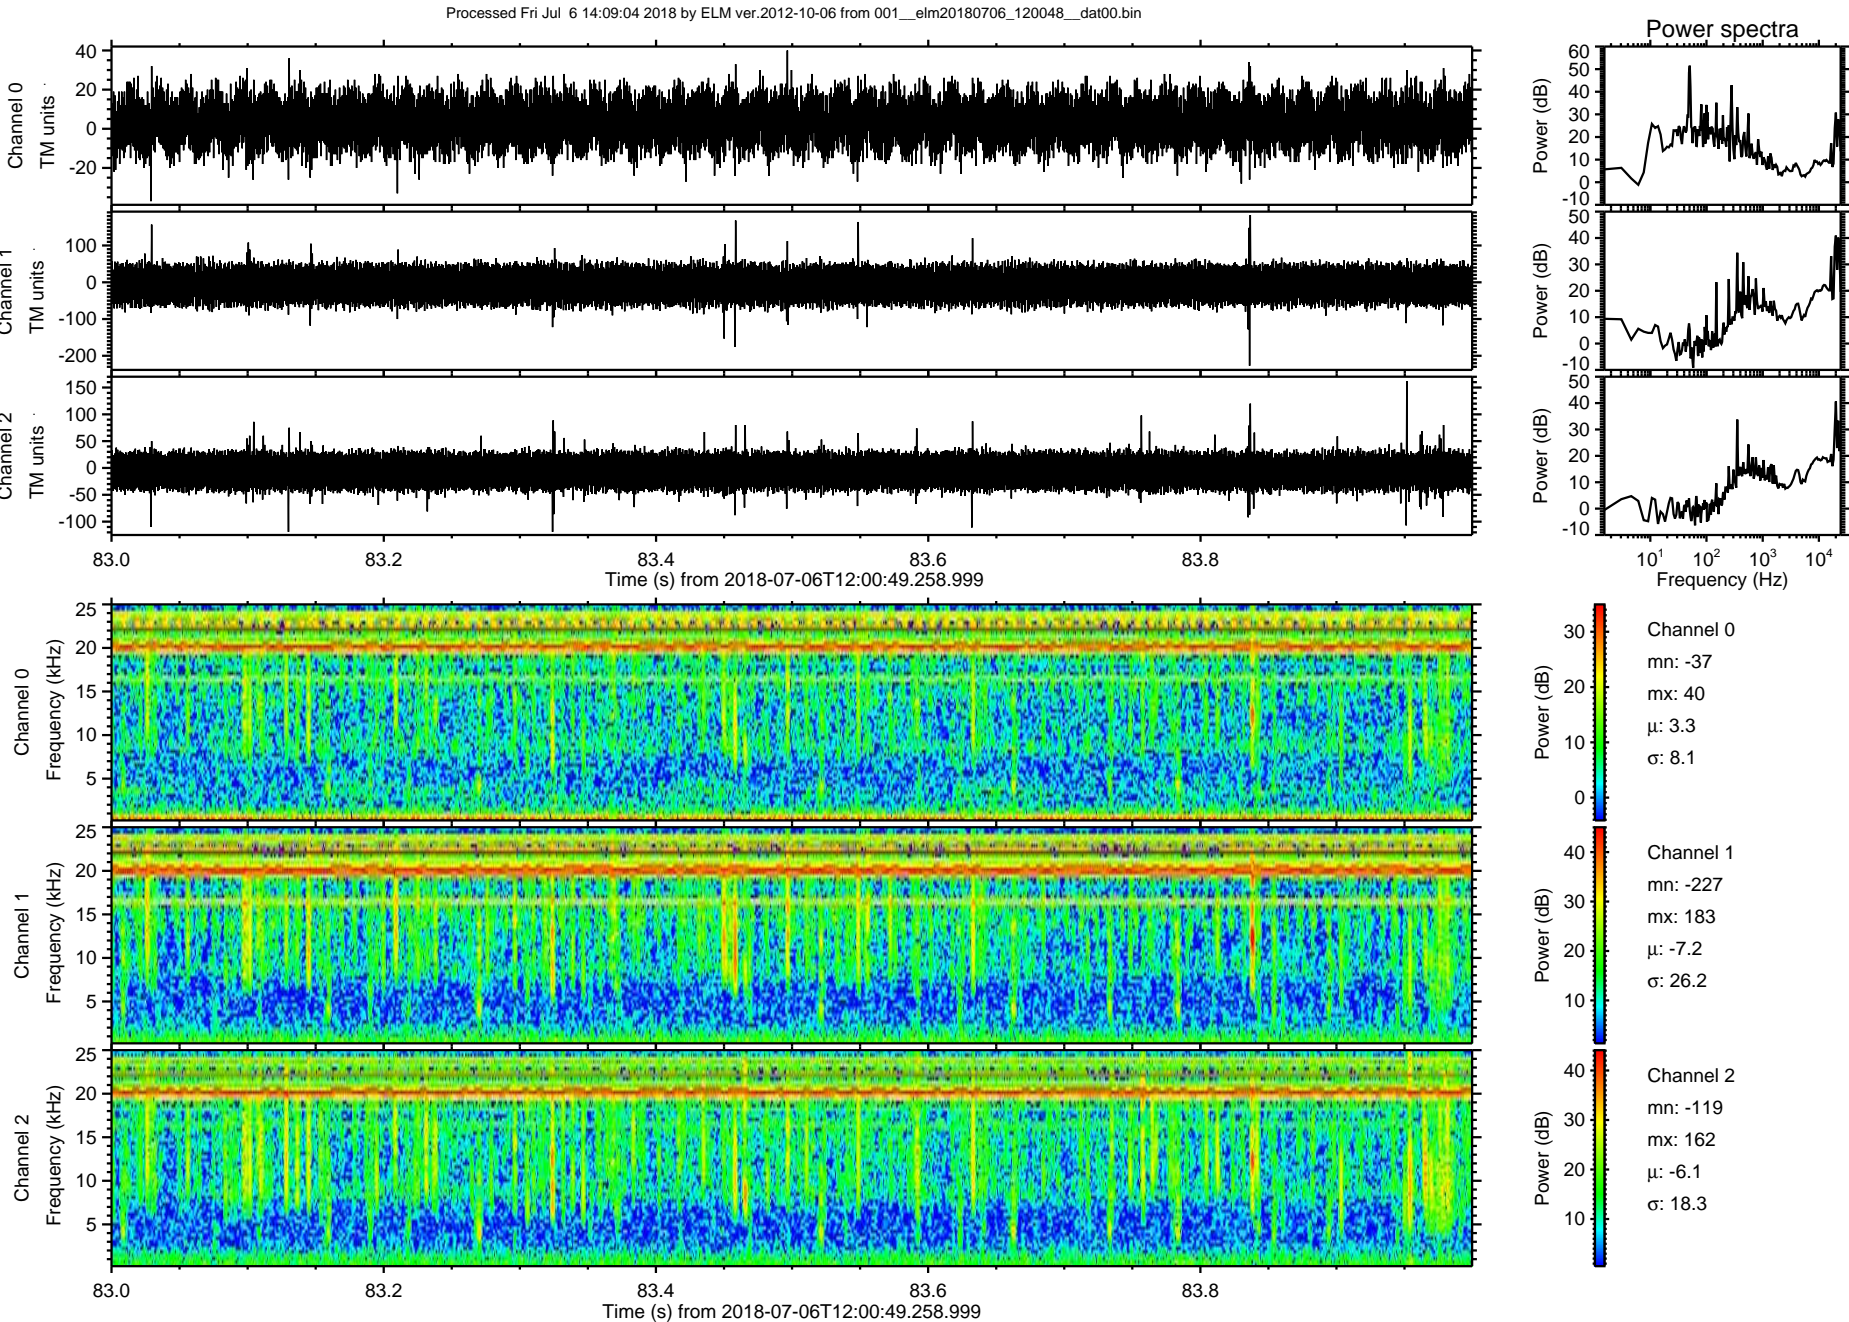 Processed Fri Jul  6 14:09:04 2018 by ELM ver.2012-10-06 from 001__elm20180706_120048__dat00.bin
Power spectra
Channel 0
TM units
40
20
0
-20
Power (dB)
60
50
40
30
20
10
0
-10
Channel 1
TM units
100
0
-100
-200
Power (dB)
50
40
30
20
10
0
-10
Channel 2
TM units
150
100
50
0
-50
-100
Power (dB)
50
40
30
20
10
0
-10
83.0 83.2 83.4 83.6 83.8
Time (s) from 2018-07-06T12:00:49.258.999
10¹ 10² 10³ 10⁴
Frequency (Hz)
Channel 0
Frequency (kHz)
25
20
15
10
5
Power (dB)
30
20
10
0
Channel 0
mn: -37
mx: 40
μ: 3.3
σ: 8.1
Channel 1
Frequency (kHz)
25
20
15
10
5
Power (dB)
40
30
20
10
Channel 1
mn: -227
mx: 183
μ: -7.2
σ: 26.2
Channel 2
Frequency (kHz)
25
20
15
10
5
Power (dB)
40
30
20
10
Channel 2
mn: -119
mx: 162
μ: -6.1
σ: 18.3
83.0 83.2 83.4 83.6 83.8
Time (s) from 2018-07-06T12:00:49.258.999